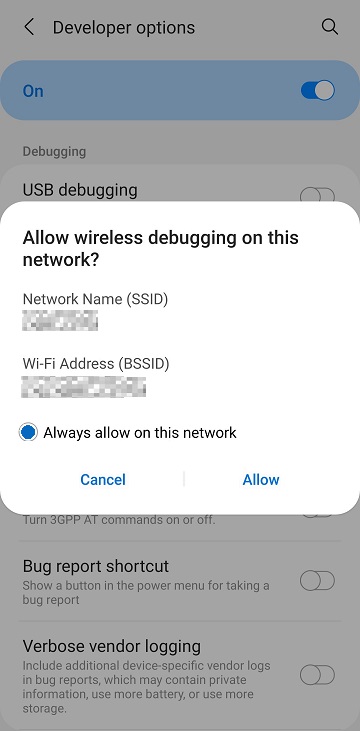 Developer options
On
Debugging
USB debugging
Allow wireless debugging on this
network?
Network Name (SSID)
Wi-Fi Address (BSSID)
Always allow on this network
Cancel
Allow
Turn 3GPP AT commands on or off.
Bug report shortcut
Show a button in the power menu for taking a
bug report
Verbose vendor logging
Include additional device-specific vendor logs
in bug reports, which may contain private
information, use more battery, or use more
storage.